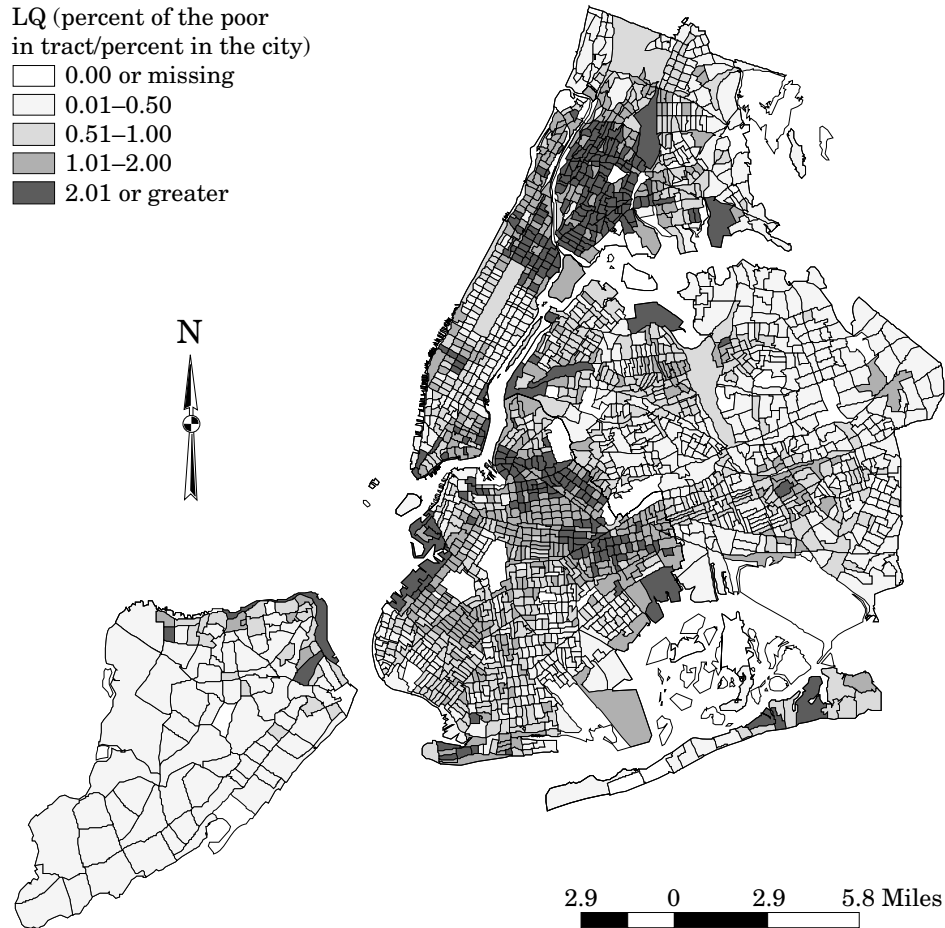 LQ (percent of the poor
in tract/percent in the city)
0.00 or missing
0.01–0.50
0.51–1.00
1.01–2.00
2.01 or greater
N
2.9 0 2.9 5.8 Miles